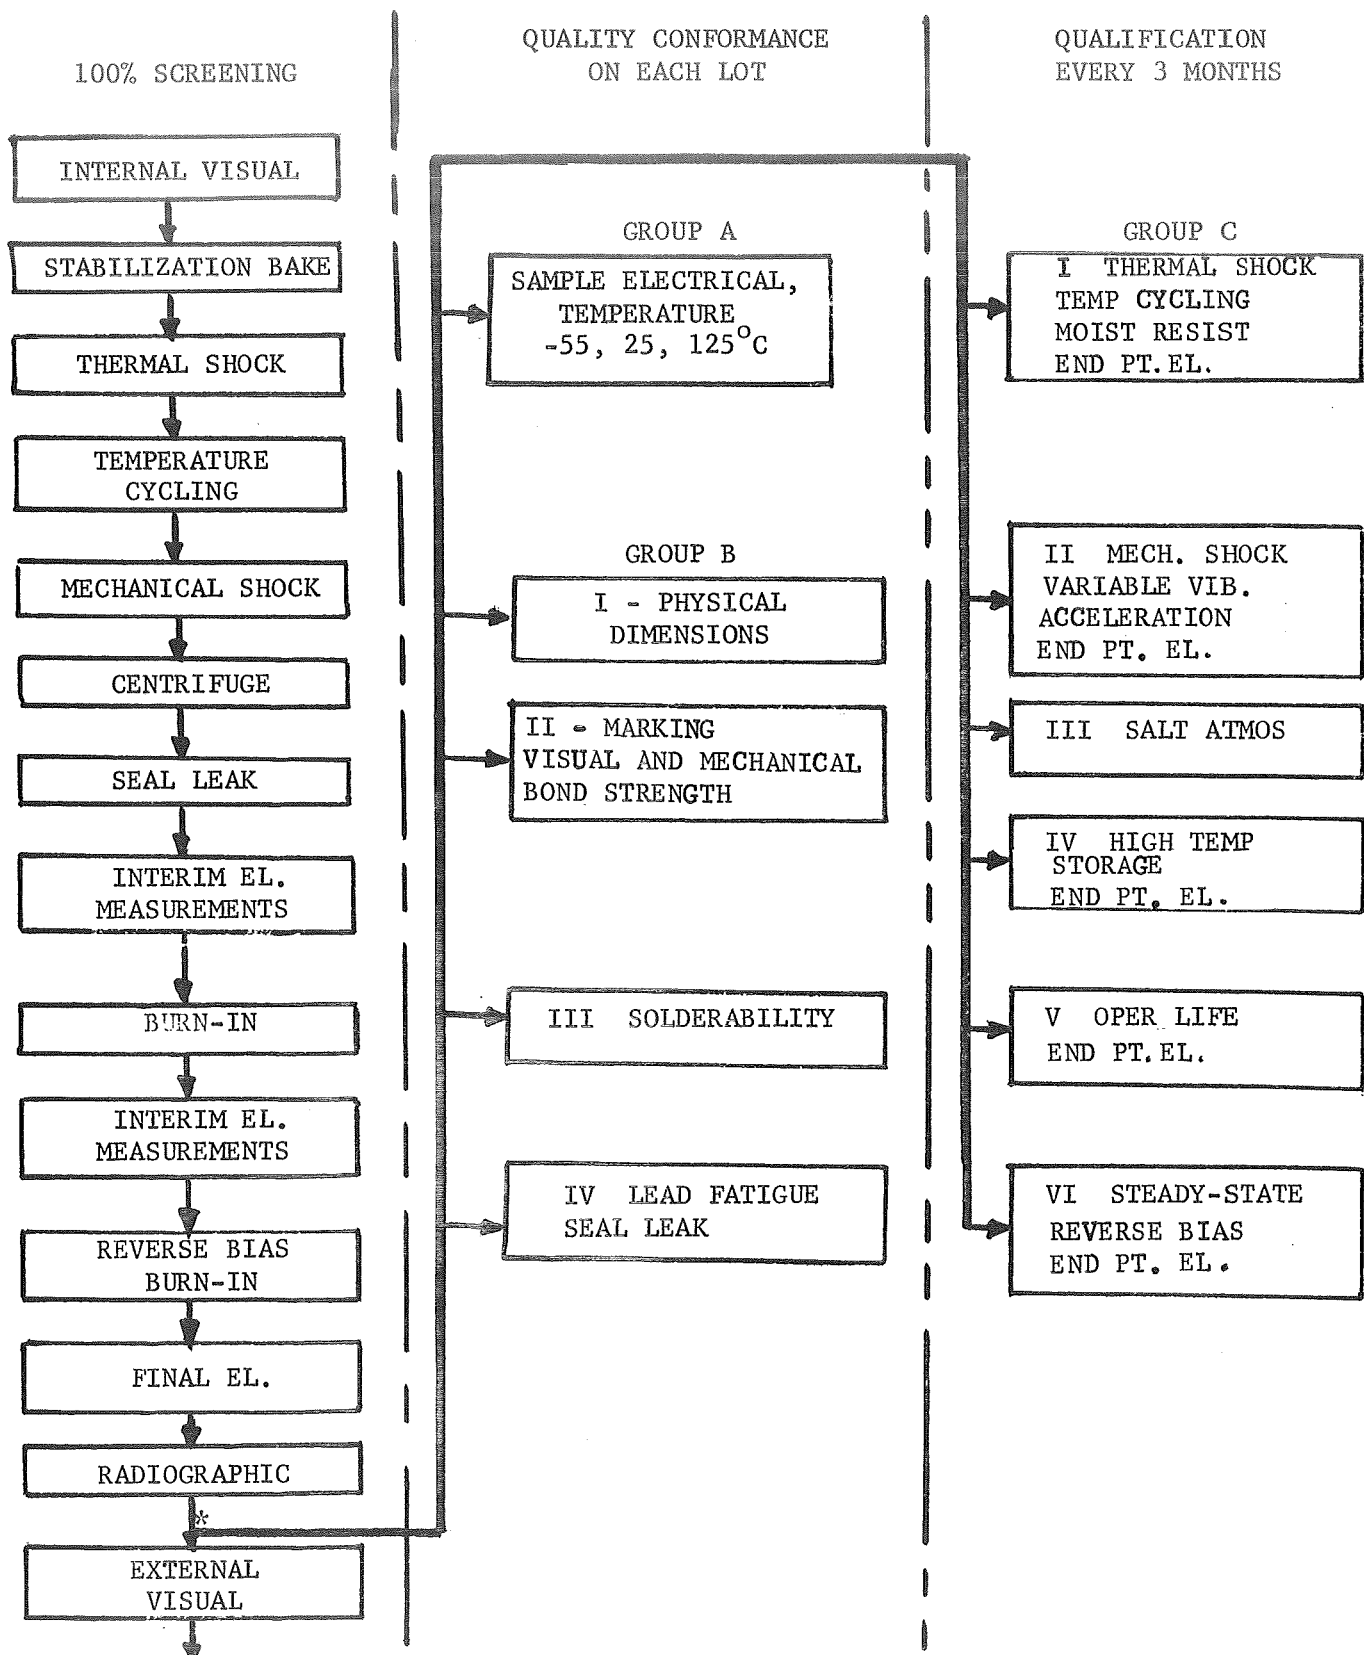 100% SCREENING
INTERNAL VISUAL
STABILIZATION BAKE
THERMAL SHOCK
TEMPERATURE
CYCLING
MECHANICAL SHOCK
CENTRIFUGE
SEAL LEAK
INTERIM EL.
MEASUREMENTS
BURN-IN
INTERIM EL.
MEASUREMENTS
REVERSE BIAS
BURN-IN
FINAL EL.
RADIOGRAPHIC
*
EXTERNAL
VISUAL
QUALITY CONFORMANCE
ON EACH LOT
GROUP A
SAMPLE ELECTRICAL,
TEMPERATURE
-55, 25, 125°C
GROUP B
I - PHYSICAL
DIMENSIONS
II - MARKING
VISUAL AND MECHANICAL
BOND STRENGTH
III SOLDERABILITY
IV LEAD FATIGUE
SEAL LEAK
QUALIFICATION
EVERY 3 MONTHS
GROUP C
I THERMAL SHOCK
TEMP CYCLING
MOIST RESIST
END PT. EL.
II MECH. SHOCK
VARIABLE VIB.
ACCELERATION
END PT. EL.
III SALT ATMOS
IV HIGH TEMP
STORAGE
END PT. EL.
V OPER LIFE
END PT. EL.
VI STEADY-STATE
REVERSE BIAS
END PT. EL.